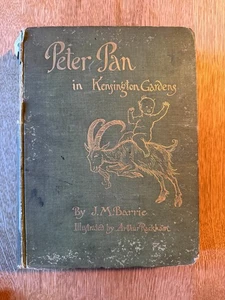 Peter Pan
in Kensington Gardens
By J.M. Barrie
Illustrated by Arthur Rackham